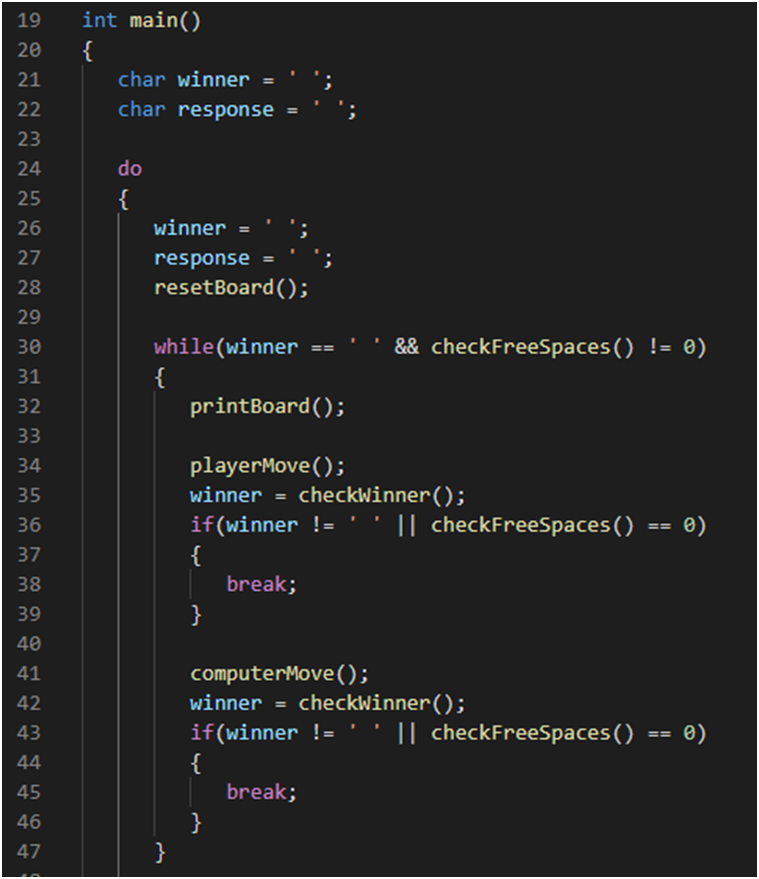 19 int main()
20 {
21    char winner = ' ';
22    char response = ' ';
23
24    do
25    {
26       winner = ' ';
27       response = ' ';
28       resetBoard();
29
30       while(winner == ' ' && checkFreeSpaces() != 0)
31       {
32          printBoard();
33
34          playerMove();
35          winner = checkWinner();
36          if(winner != ' ' || checkFreeSpaces() == 0)
37          {
38             break;
39          }
40
41          computerMove();
42          winner = checkWinner();
43          if(winner != ' ' || checkFreeSpaces() == 0)
44          {
45             break;
46          }
47       }